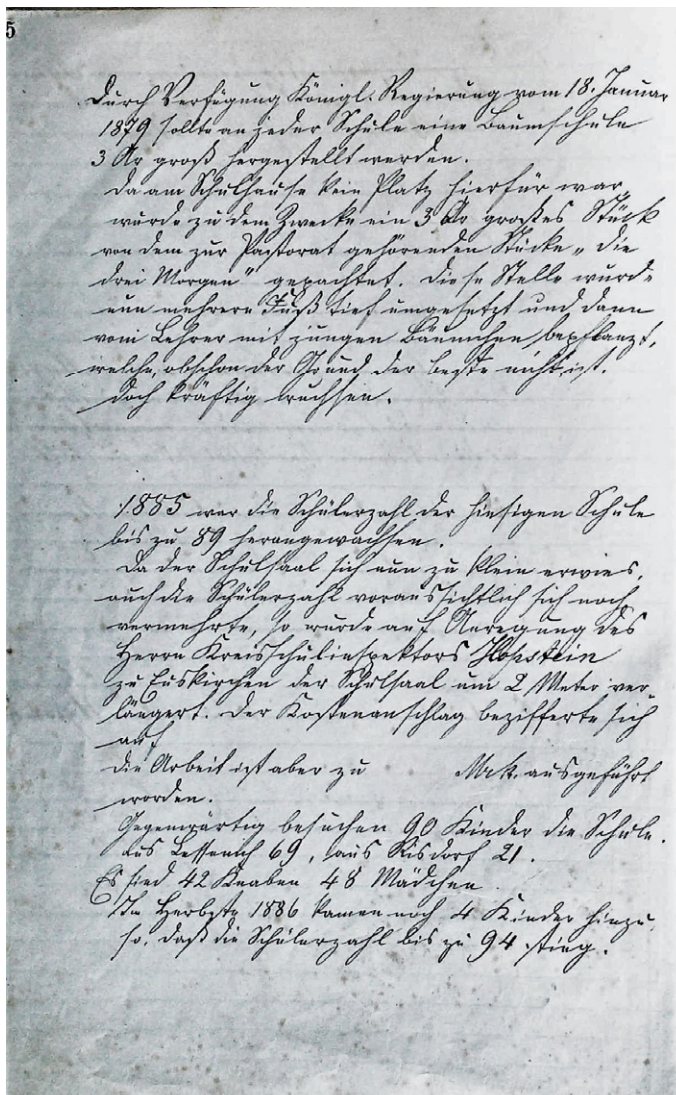 5
Durch Verfügung Königl. Regierung vom 18. Januar
1879 sollte an jeder Schule eine Baumschule
3 Ar groß hergestellt werden.
Da am Schulhause kein Platz hierfür war,
wurde zu dem Zwecke ein 3 Ar großes Stück
von dem zur Pastorat gehörenden Stücke „die
drei Morgen" gepachtet. Diese Stelle wurde
nun mehrere Fuß tief umgesetzt und dann
vom Lehrer mit jungen Bäumchen bepflanzt,
welche, obschon der Grund der beste nicht ist.
doch kräftig wuchsen.
1885 war die Schülerzahl der hiesigen Schule
bis zu 89 herangewachsen.
Da der Schulsaal sich nun zu klein erwies,
auch die Schülerzahl voraussichtlich sich noch
vermehrte, so wurde auf Anregung des
Herrn Kreisschulinspektors Hopstein
zu Euskirchen der Schulsaal um 2 Meter ver-
längert. Der Kostenanschlag bezifferte sich
auf
die Arbeit ist aber zu Mrk. ausgeführt
worden.
Gegenwärtig besuchen 90 Kinder die Schule.
aus Lessenich 69, aus Risdorf 21.
Es sind 42 Knaben 48 Mädchen.
Im Herbste 1886 kamen noch 4 Kinder hinzu,
so, daß die Schülerzahl bis zu 94 stieg.